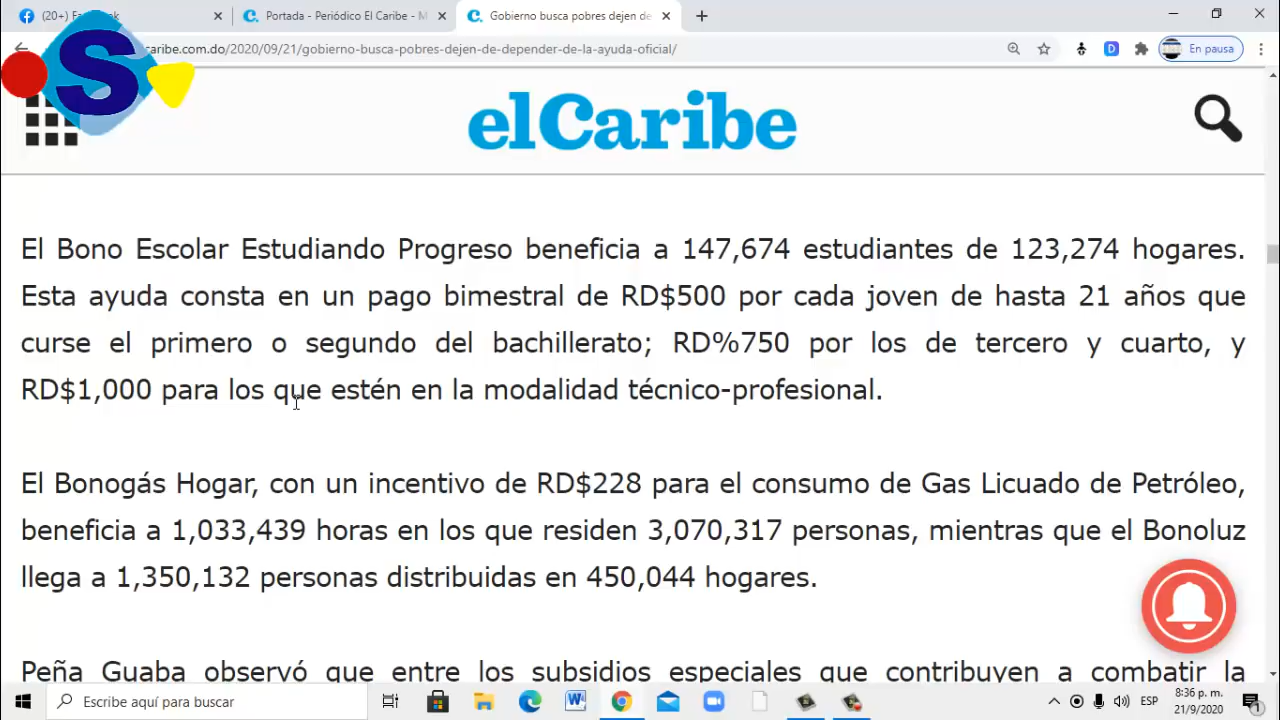 (20+) Fa ok
Portada - Periódico El Caribe - M
Gobierno busca pobres dejen de
caribe.com.do/2020/09/21/gobierno-busca-pobres-dejen-de-depender-de-la-ayuda-oficial/
En pausa
S
elCaribe
El Bono Escolar Estudiando Progreso beneficia a 147,674 estudiantes de 123,274 hogares.
Esta ayuda consta en un pago bimestral de RD$500 por cada joven de hasta 21 años que
curse el primero o segundo del bachillerato; RD%750 por los de tercero y cuarto, y
RD$1,000 para los que estén en la modalidad técnico-profesional.
El Bonogás Hogar, con un incentivo de RD$228 para el consumo de Gas Licuado de Petróleo,
beneficia a 1,033,439 horas en los que residen 3,070,317 personas, mientras que el Bonoluz
llega a 1,350,132 personas distribuidas en 450,044 hogares.
Peña Guaba observó que entre los subsidios especiales que contribuyen a combatir la
Escribe aquí para buscar
ESP
8:36 p. m.
21/9/2020
1